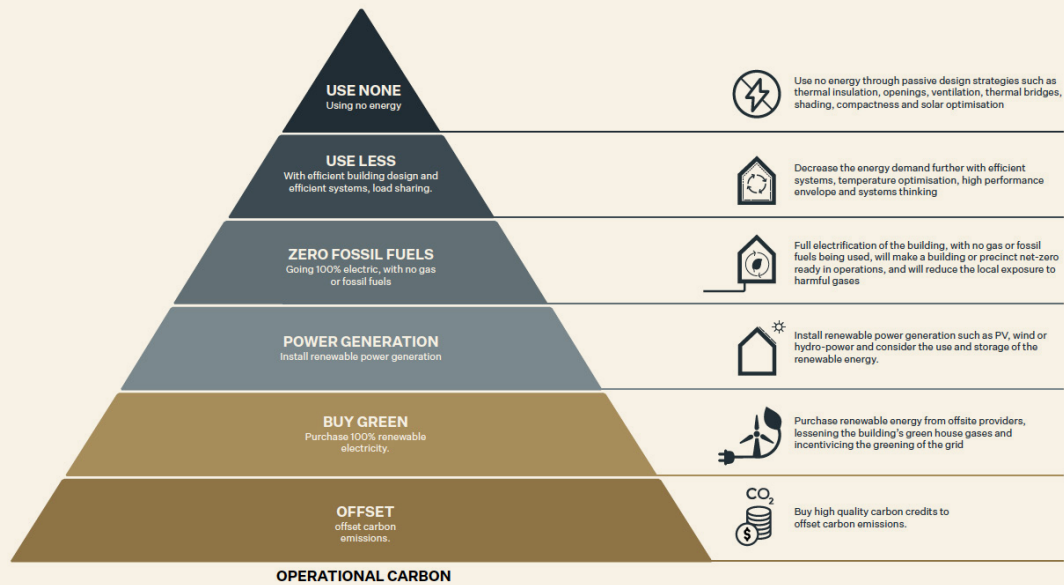 USE NONE
Using no energy
Use no energy through passive design strategies such as
thermal insulation, openings, ventilation, thermal bridges,
shading, compactness and solar optimisation
USE LESS
With efficient building design and
efficient systems, load sharing.
Decrease the energy demand further with efficient
systems, temperature optimisation, high performance
envelope and systems thinking
ZERO FOSSIL FUELS
Going 100% electric, with no gas
or fossil fuels
Full electrification of the building, with no gas or fossil
fuels being used, will make a building or precinct net-zero
ready in operations, and will reduce the local exposure to
harmful gases
POWER GENERATION
Install renewable power generation
Install renewable power generation such as PV, wind or
hydro-power and consider the use and storage of the
renewable energy.
BUY GREEN
Purchase 100% renewable
electricity.
Purchase renewable energy from offsite providers,
lessening the building's green house gases and
incentivicing the greening of the grid
OFFSET
offset carbon
emissions.
CO2
$
Buy high quality carbon credits to
offset carbon emissions.
OPERATIONAL CARBON